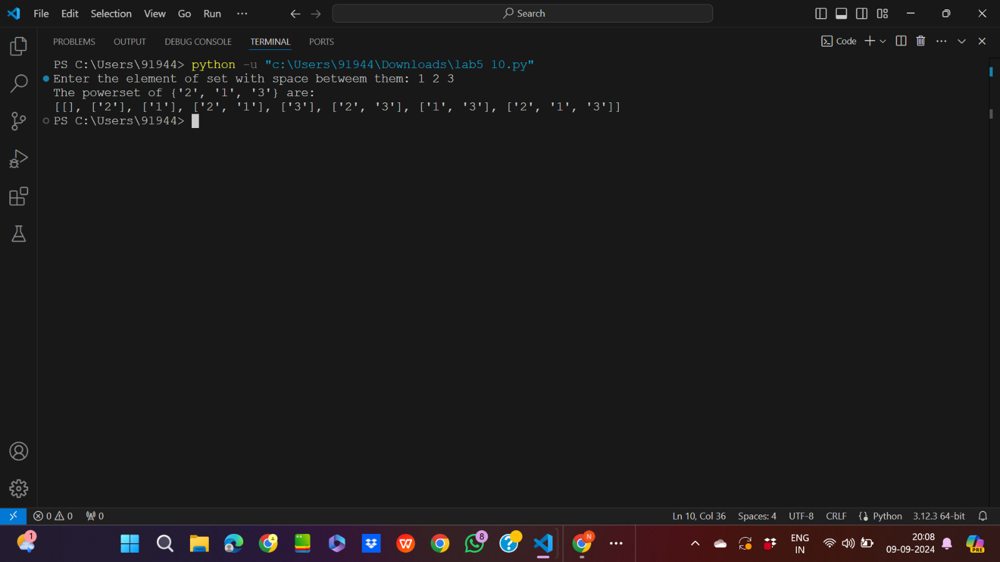 File Edit Selection View Go Run ··· Search
PROBLEMS OUTPUT DEBUG CONSOLE TERMINAL PORTS Code
PS C:\Users\91944> python -u "c:\Users\91944\Downloads\lab5 10.py"
Enter the element of set with space betweem them: 1 2 3
The powerset of {'2', '1', '3'} are:
[[], ['2'], ['1'], ['2', '1'], ['3'], ['2', '3'], ['1', '3'], ['2', '1', '3']]
PS C:\Users\91944>
0 0 0 Ln 10, Col 36 Spaces: 4 UTF-8 CRLF Python 3.12.3 64-bit
1 W 8 ? N ENG 20:08
IN 09-09-2024 PRE